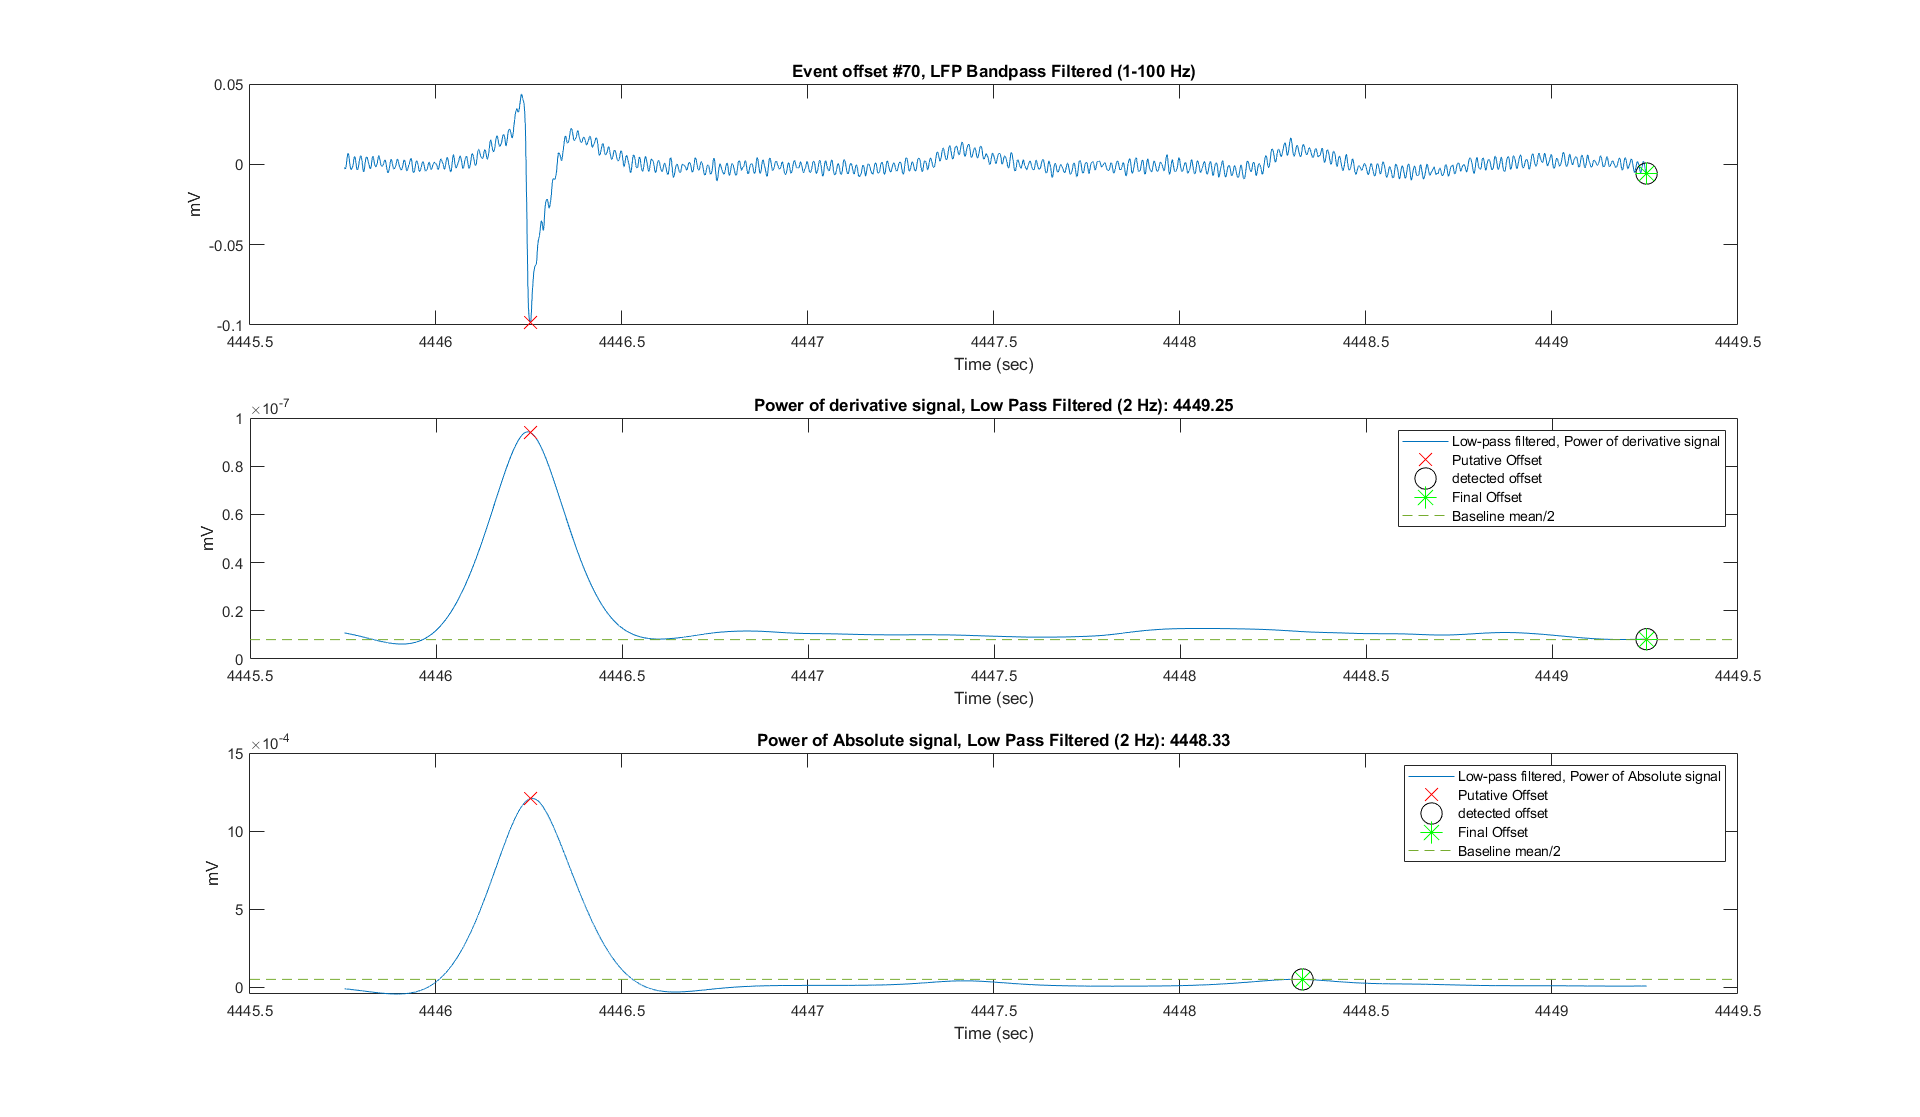 Event offset #70, LFP Bandpass Filtered (1-100 Hz)
0.05
0
-0.05
-0.1
mV
4445.5 4446 4446.5 4447 4447.5 4448 4448.5 4449 4449.5
Time (sec)
Power of derivative signal, Low Pass Filtered (2 Hz): 4449.25
×10-7
1
0.8
0.6
0.4
0.2
0
mV
Low-pass filtered, Power of derivative signal
Putative Offset
detected offset
Final Offset
Baseline mean/2
4445.5 4446 4446.5 4447 4447.5 4448 4448.5 4449 4449.5
Time (sec)
Power of Absolute signal, Low Pass Filtered (2 Hz): 4448.33
×10-4
15
10
5
0
mV
Low-pass filtered, Power of Absolute signal
Putative Offset
detected offset
Final Offset
Baseline mean/2
4445.5 4446 4446.5 4447 4447.5 4448 4448.5 4449 4449.5
Time (sec)